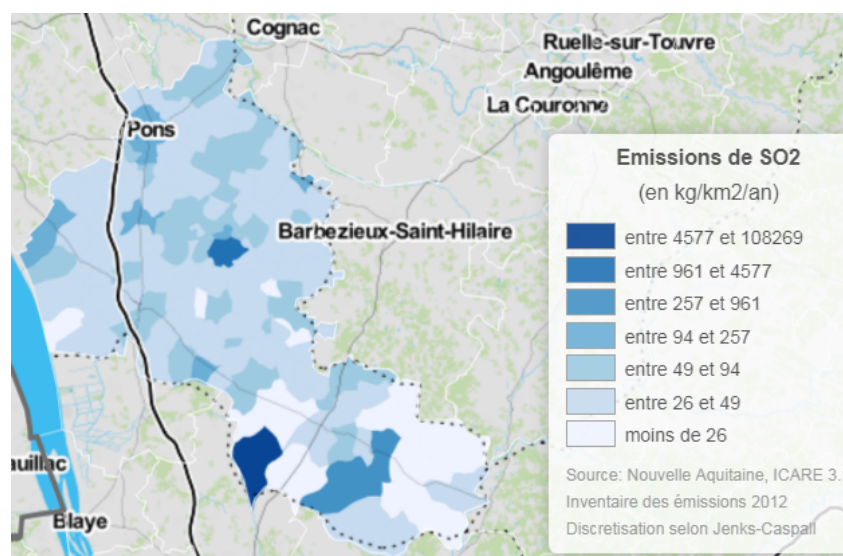 Cognac
Ruelle-sur-Touvre
Angoulême
La Couronne
Pons
Barbezieux-Saint-Hilaire
auillac
Blaye
Emissions de SO2
(en kg/km2/an)
entre 4577 et 108269
entre 961 et 4577
entre 257 et 961
entre 94 et 257
entre 49 et 94
entre 26 et 49
moins de 26
Source: Nouvelle Aquitaine, ICARE 3.
Inventaire des émissions 2012
Discretisation selon Jenks-Caspall